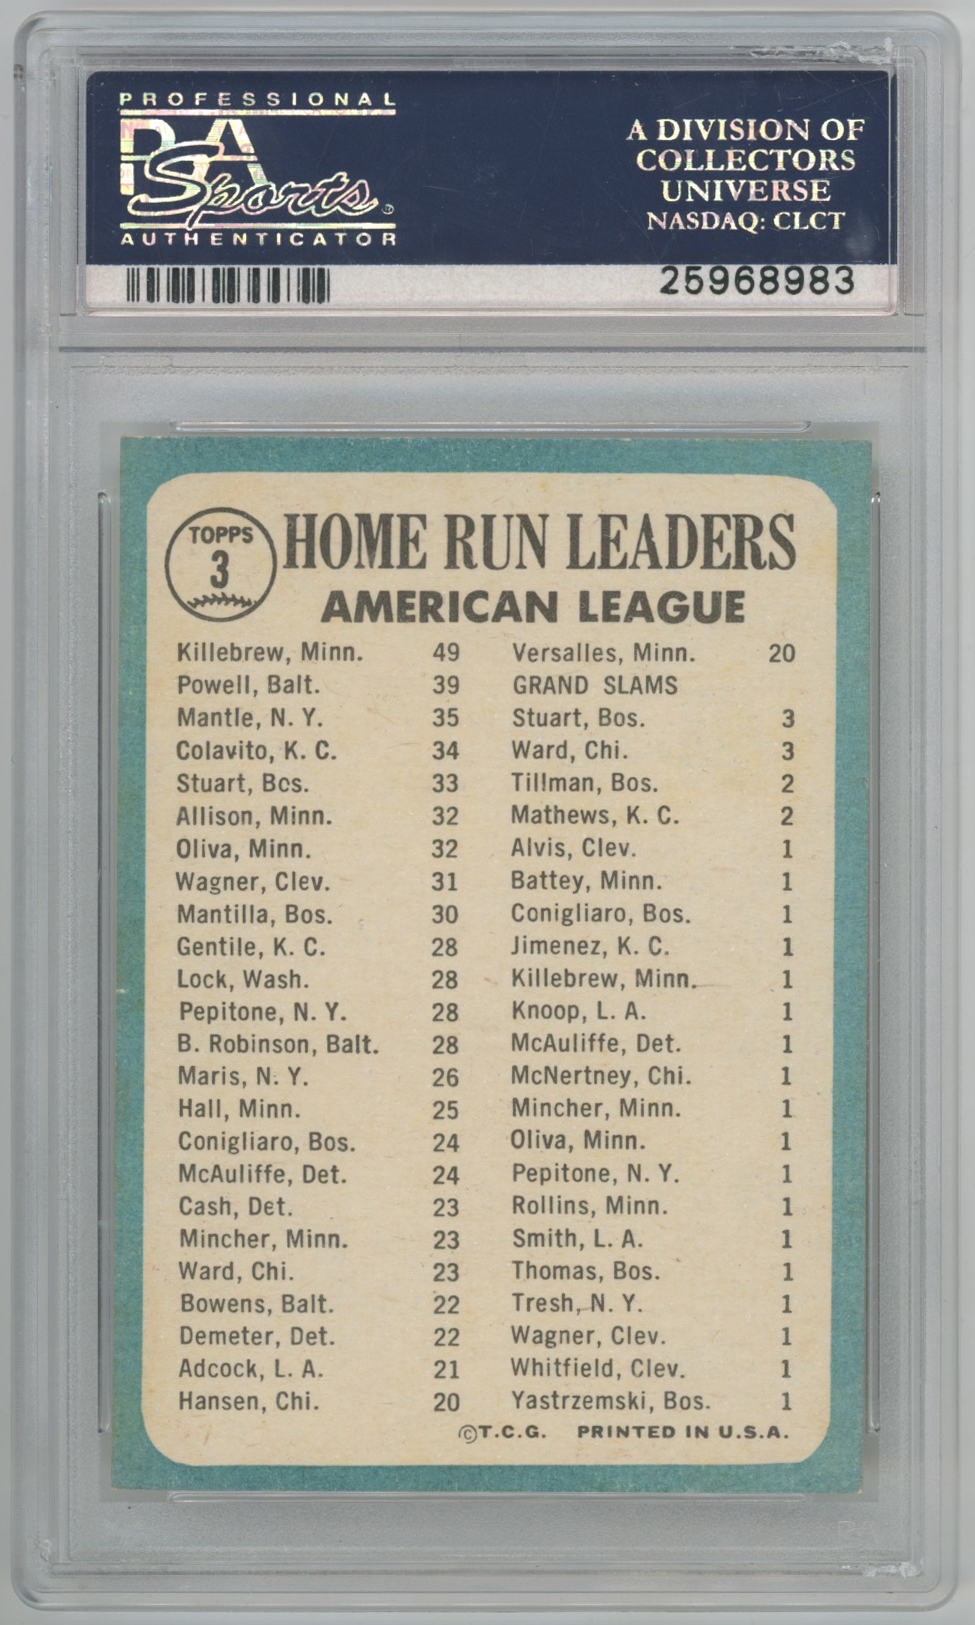 PROFESSIONAL
PSA
Sports
AUTHENTICATOR
A DIVISION OF
COLLECTORS
UNIVERSE
NASDAQ: CLCT
25968983
TOPPS
3
HOME RUN LEADERS
AMERICAN LEAGUE
Killebrew, Minn. 49
Powell, Balt. 39
Mantle, N. Y. 35
Colavito, K. C. 34
Stuart, Bos. 33
Allison, Minn. 32
Oliva, Minn. 32
Wagner, Clev. 31
Mantilla, Bos. 30
Gentile, K. C. 28
Lock, Wash. 28
Pepitone, N. Y. 28
B. Robinson, Balt. 28
Maris, N. Y. 26
Hall, Minn. 25
Conigliaro, Bos. 24
McAuliffe, Det. 24
Cash, Det. 23
Mincher, Minn. 23
Ward, Chi. 23
Bowens, Balt. 22
Demeter, Det. 22
Adcock, L. A. 21
Hansen, Chi. 20
Versalles, Minn. 20
GRAND SLAMS
Stuart, Bos. 3
Ward, Chi. 3
Tillman, Bos. 2
Mathews, K. C. 2
Alvis, Clev. 1
Battey, Minn. 1
Conigliaro, Bos. 1
Jimenez, K. C. 1
Killebrew, Minn. 1
Knoop, L. A. 1
McAuliffe, Det. 1
McNertney, Chi. 1
Mincher, Minn. 1
Oliva, Minn. 1
Pepitone, N. Y. 1
Rollins, Minn. 1
Smith, L. A. 1
Thomas, Bos. 1
Tresh, N. Y. 1
Wagner, Clev. 1
Whitfield, Clev. 1
Yastrzemski, Bos. 1
©T.C.G. PRINTED IN U.S.A.